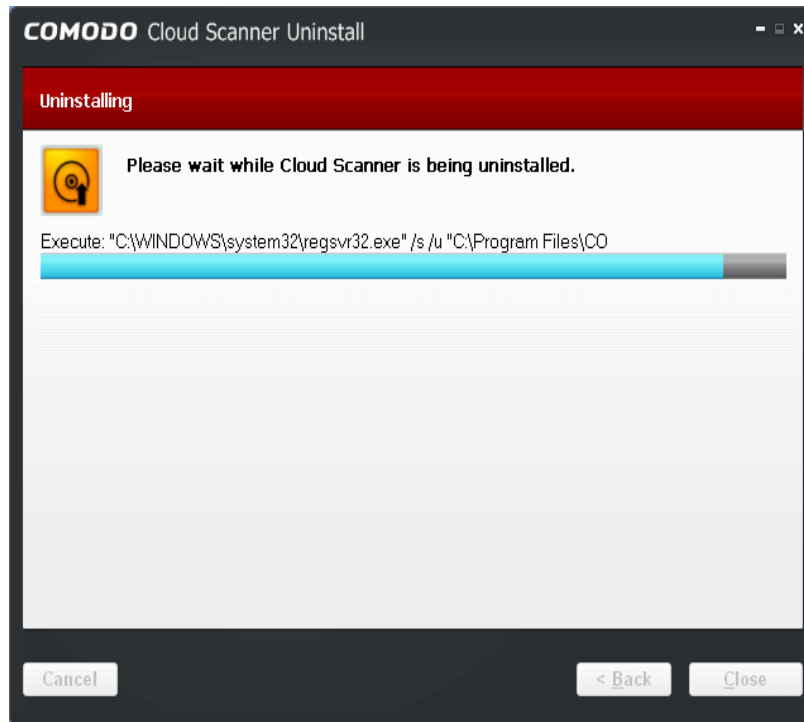 COMODO Cloud Scanner Uninstall
Uninstalling
Please wait while Cloud Scanner is being uninstalled.
Execute: "C:\WINDOWS\system32\regsvr32.exe" /s /u "C:\Program Files\CO
Cancel
< Back
Close